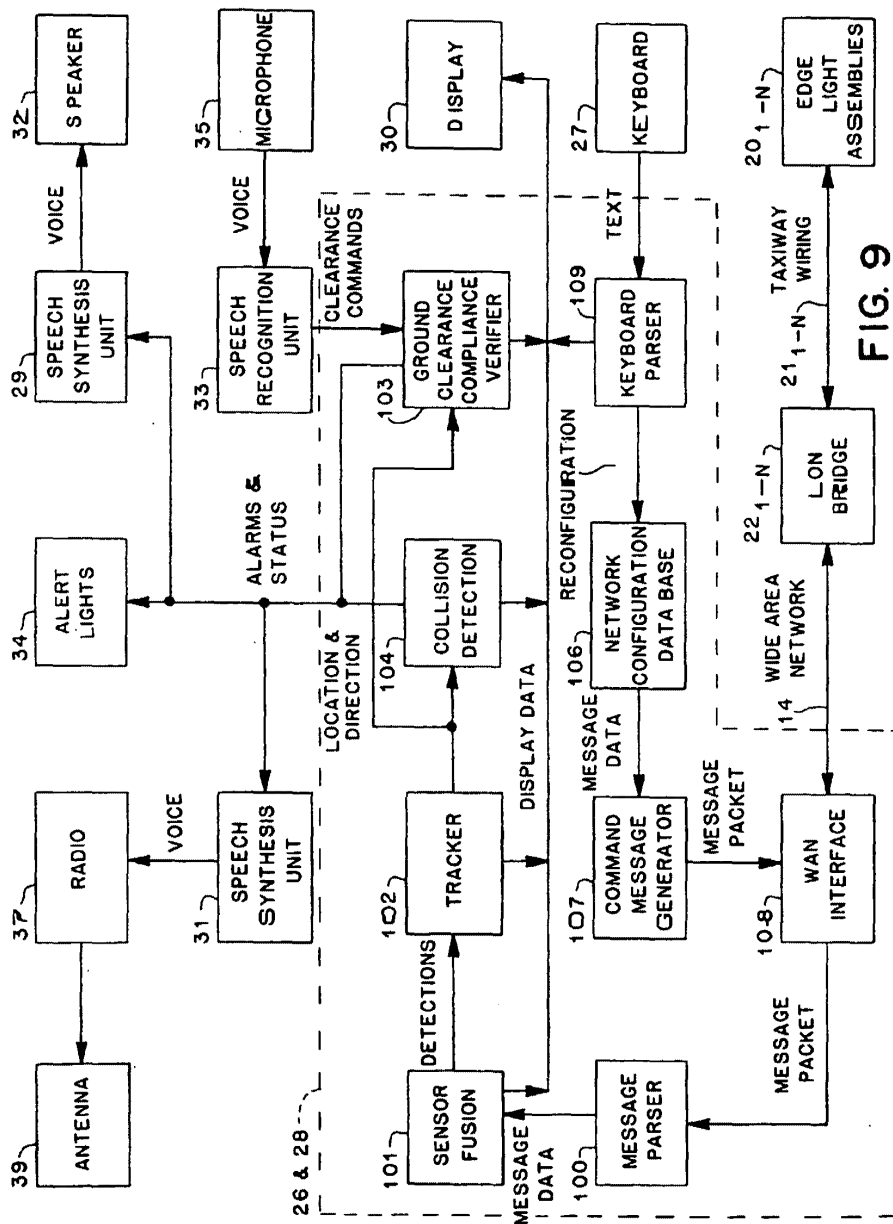 39
ANTENNA
37
RADIO
34
ALERT
LIGHTS
29
SPEECH
SYNTHESIS
UNIT
VOICE
32
SPEAKER
VOICE
31
SPEECH
SYNTHESIS
UNIT
ALARMS &
STATUS
33
SPEECH
RECOGNITION
UNIT
VOICE
35
MICROPHONE
26 & 28
LOCATION &
DIRECTION
CLEARANCE
COMMANDS
101
SENSOR
FUSION
DETECTIONS
102
TRACKER
104
COLLISION
DETECTION
103
GROUND
CLEARANCE
COMPLIANCE
VERIFIER
30
DISPLAY
MESSAGE
DATA
DISPLAY DATA
RECONFIGURATION
100
MESSAGE
PARSER
107
COMMAND
MESSAGE
GENERATOR
MESSAGE
DATA
106
NETWORK
CONFIGURATION
DATA BASE
109
KEYBOARD
PARSER
TEXT
27
KEYBOARD
MESSAGE
PACKET
MESSAGE PACKET
108
WAN
INTERFACE
14
WIDE AREA
NETWORK
22 1-N
LON
BRIDGE
21 1-N
TAXIWAY
WIRING
20 1-N
EDGE
LIGHT
ASSEMBLIES
FIG. 9